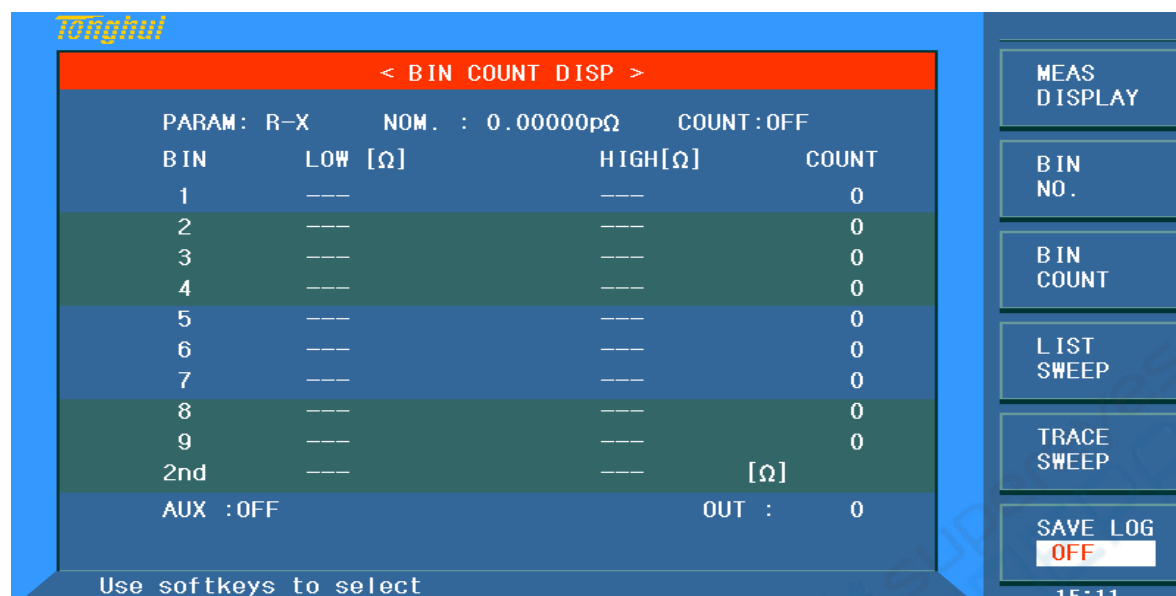 Tonghui
< BIN COUNT DISP >
PARAM: R-X NOM. : 0.00000pΩ COUNT:OFF
BIN LOW [Ω] HIGH[Ω] COUNT
1 --- --- 0
2 --- --- 0
3 --- --- 0
4 --- --- 0
5 --- --- 0
6 --- --- 0
7 --- --- 0
8 --- --- 0
9 --- --- 0
2nd --- --- [Ω]
AUX :OFF OUT : 0
Use softkeys to select
MEAS
DISPLAY
BIN
NO.
BIN
COUNT
LIST
SWEEP
TRACE
SWEEP
SAVE LOG
OFF
15:11